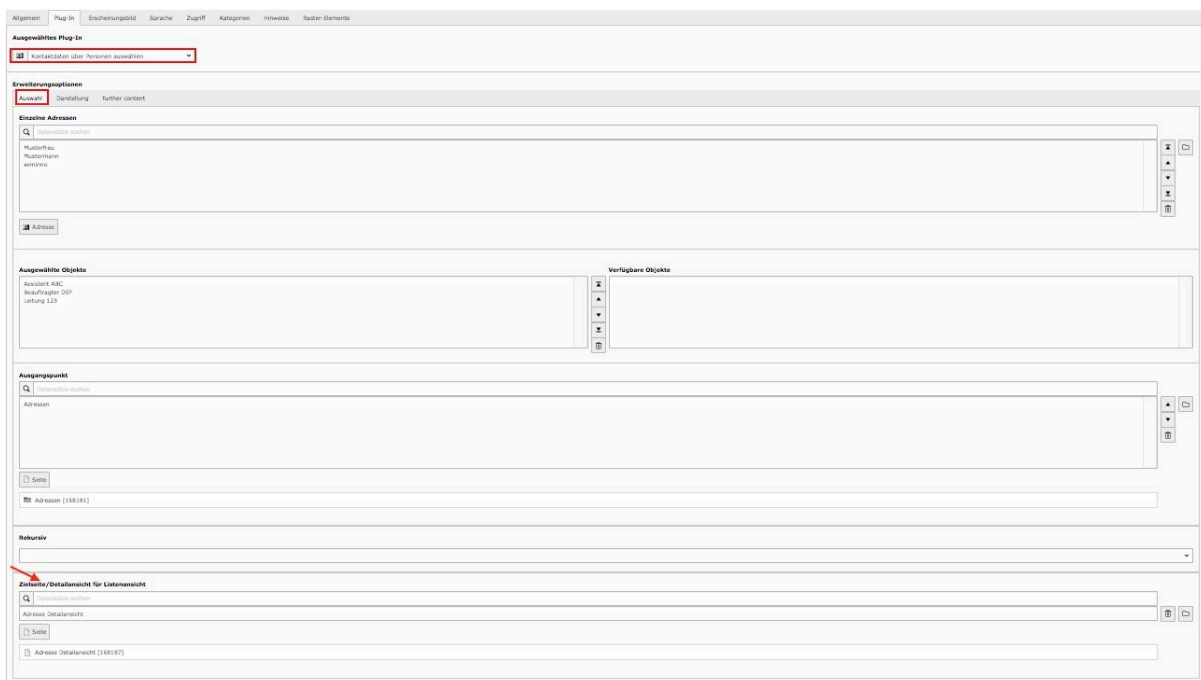 Allgemein Plug-In Erscheinungsbild Sprache Zugriff Kategorien Hinweise Raster-Elemente
Ausgewähltes Plug-In
Kontaktdaten über Personen auswählen
Erweiterungsoptionen
Auswahl Darstellung further content
Einzelne Adressen
Datensätze suchen
Musterfrau
Mustermann
Adresse
Ausgewählte Objekte Verfügbare Objekte
Assistent ABC
Beauftragter DEF
Leitung 123
Ausgangspunkt
Datensätze suchen
Adressen
Seite
Adressen [168181]
Rekursiv
Zielseite/Detailansicht für Listenansicht
Datensätze suchen
Adresse Detailansicht
Seite
Adresse Detailansicht [168187]